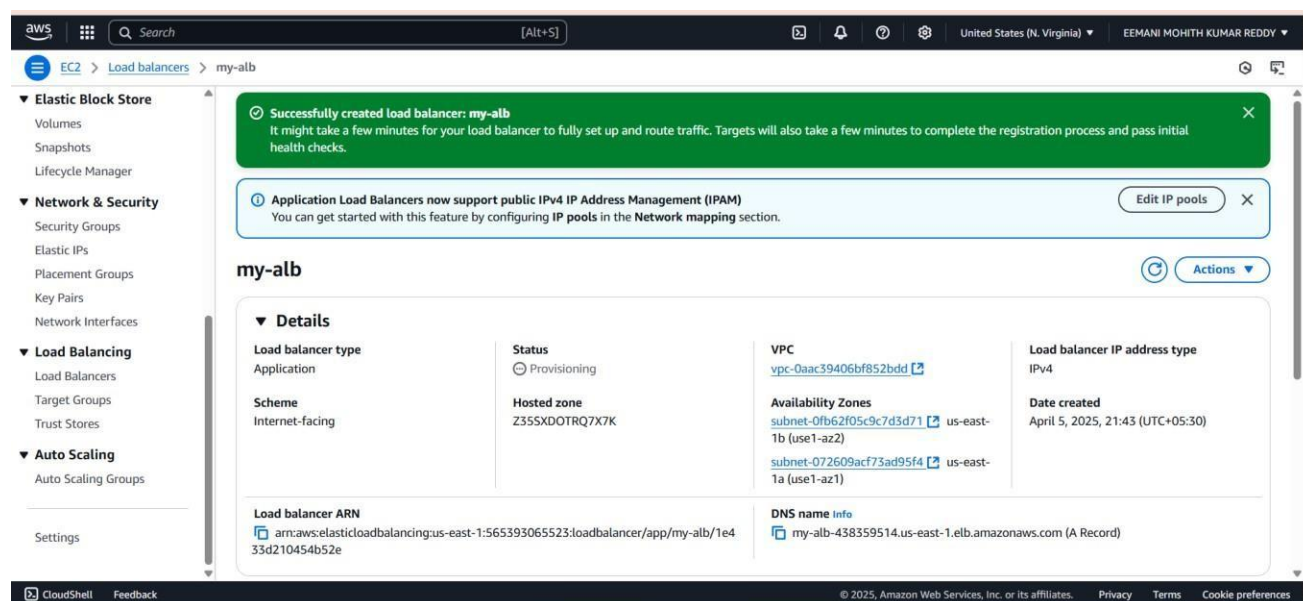 aws
Search
[Alt+S]
United States (N. Virginia)
EEMANI MOHITH KUMAR REDDY
EC2 > Load balancers > my-alb
Elastic Block Store
Volumes
Snapshots
Lifecycle Manager
Network & Security
Security Groups
Elastic IPs
Placement Groups
Key Pairs
Network Interfaces
Load Balancing
Load Balancers
Target Groups
Trust Stores
Auto Scaling
Auto Scaling Groups
Settings
Successfully created load balancer: my-alb
It might take a few minutes for your load balancer to fully set up and route traffic. Targets will also take a few minutes to complete the registration process and pass initial
health checks.
Application Load Balancers now support public IPv4 IP Address Management (IPAM)
You can get started with this feature by configuring IP pools in the Network mapping section.
Edit IP pools
my-alb
Actions
Details
Load balancer type
Application
Status
Provisioning
VPC
vpc-0aac39406bf852bdd
Load balancer IP address type
IPv4
Scheme
Internet-facing
Hosted zone
Z35SXDOTRQ7X7K
Availability Zones
subnet-0fb62f05c9c7d3d71 us-east-
1b (use1-az2)
subnet-072609acf73ad95f4 us-east-
1a (use1-az1)
Date created
April 5, 2025, 21:43 (UTC+05:30)
Load balancer ARN
arn:aws:elasticloadbalancing:us-east-1:565393065523:loadbalancer/app/my-alb/1e4
33d210454b52e
DNS name Info
my-alb-438359514.us-east-1.elb.amazonaws.com (A Record)
CloudShell
Feedback
© 2025, Amazon Web Services, Inc. or its affiliates.
Privacy
Terms
Cookie preferences